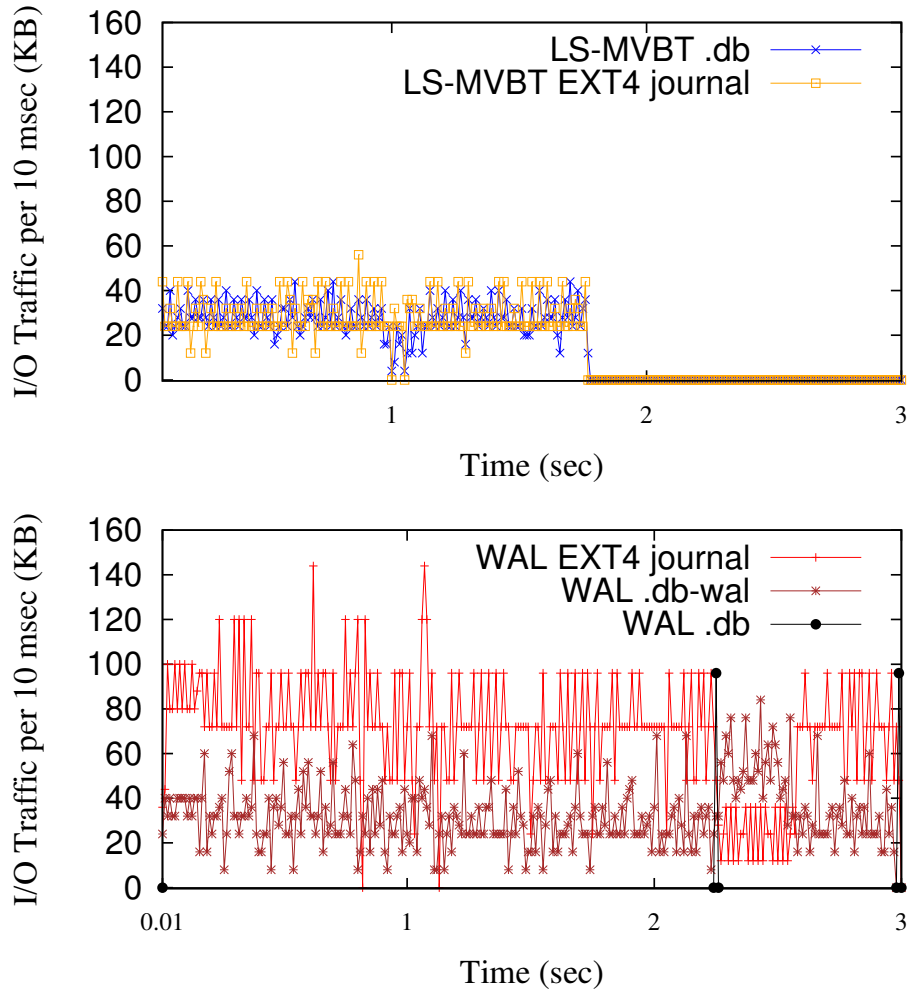 I/O Traffic per 10 msec (KB)
160
140
120
100
80
60
40
20
0
LS-MVBT .db
LS-MVBT EXT4 journal
1
2
3
Time (sec)
I/O Traffic per 10 msec (KB)
160
140
120
100
80
60
40
20
0
WAL EXT4 journal
WAL .db-wal
WAL .db
0.01
1
2
3
Time (sec)